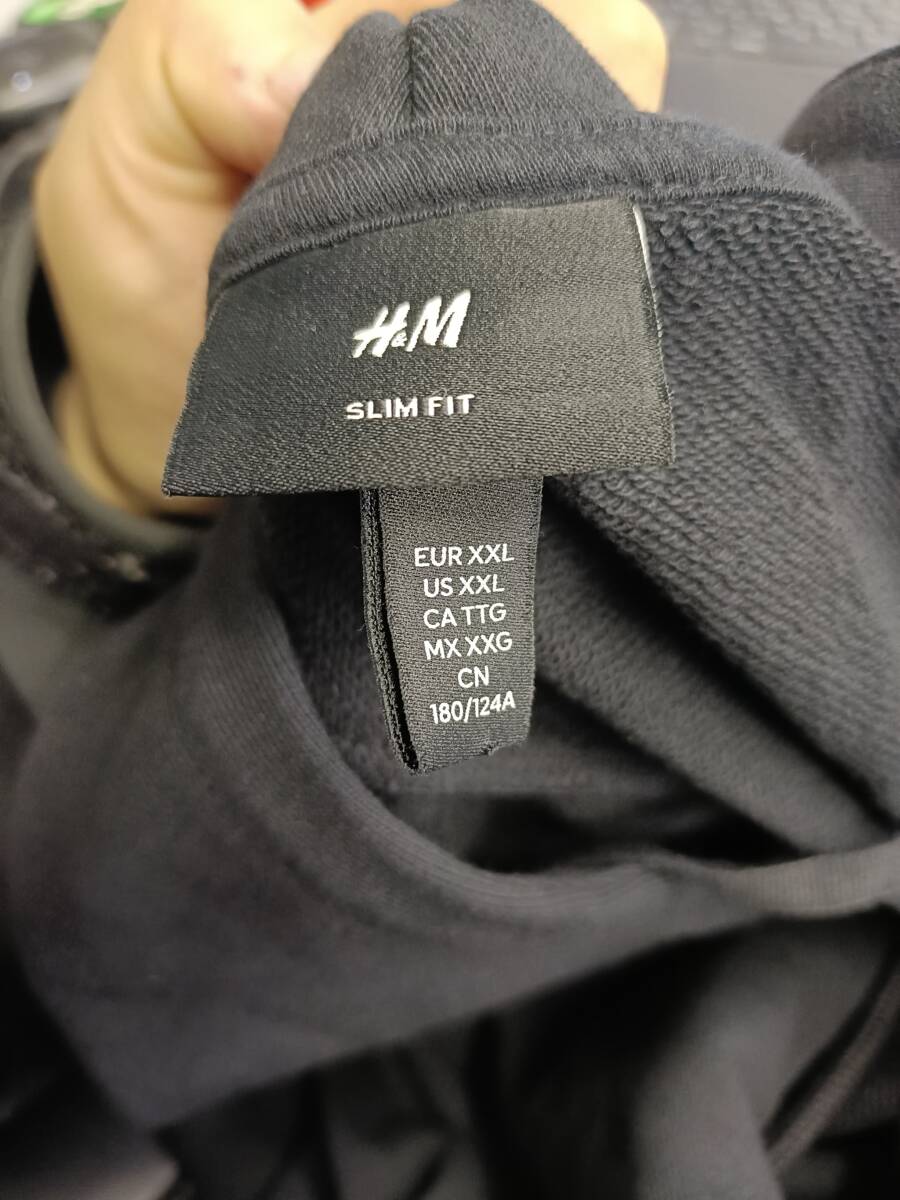 H&M
SLIM FIT
EUR XXL
US XXL
CA TTG
MX XXG
CN
180/124A